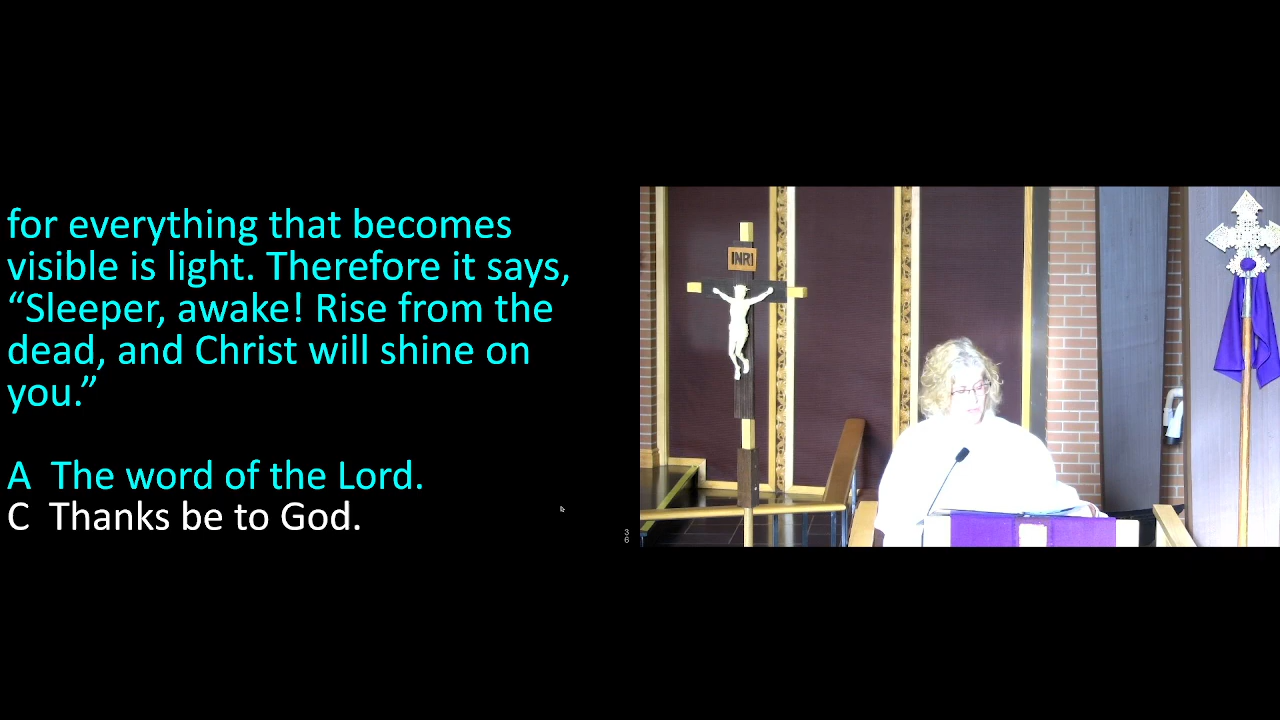 for everything that becomes
visible is light. Therefore it says,
“Sleeper, awake! Rise from the
dead, and Christ will shine on
you.”
A The word of the Lord.
C Thanks be to God.
36
INRI